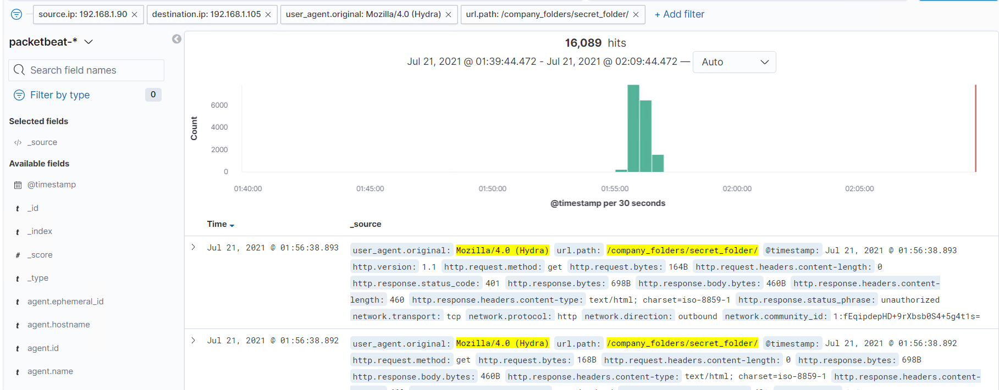 source.ip: 192.168.1.90 × destination.ip: 192.168.1.105 × user_agent.original: Mozilla/4.0 (Hydra) × url.path: /company_folders/secret_folder/ × + Add filter
packetbeat-*
Search field names
Filter by type 0
Selected fields
_source
Available fields
@timestamp
t _id
t _index
# _score
t _type
t agent.ephemeral_id
t agent.hostname
t agent.id
t agent.name
16,089 hits
Jul 21, 2021 @ 01:39:44.472 - Jul 21, 2021 @ 02:09:44.472 — Auto
Count
6000
4000
2000
0
01:40:00 01:45:00 01:50:00 01:55:00 02:00:00 02:05:00
@timestamp per 30 seconds
Time _source
Jul 21, 2021 @ 01:56:38.893 user_agent.original: Mozilla/4.0 (Hydra) url.path: /company_folders/secret_folder/ @timestamp: Jul 21, 2021 @ 01:56:38.893
http.version: 1.1 http.request.method: get http.request.bytes: 164B http.request.headers.content-length: 0
http.response.status_code: 401 http.response.bytes: 698B http.response.body.bytes: 460B http.response.headers.content-
length: 460 http.response.headers.content-type: text/html; charset=iso-8859-1 http.response.status_phrase: unauthorized
network.transport: tcp network.protocol: http network.direction: outbound network.community_id: 1:fEqipdepHD+9rXbsb0S4+5g4t1s=
Jul 21, 2021 @ 01:56:38.892 user_agent.original: Mozilla/4.0 (Hydra) url.path: /company_folders/secret_folder/ @timestamp: Jul 21, 2021 @ 01:56:38.892
http.request.method: get http.request.bytes: 168B http.request.headers.content-length: 0 http.response.bytes: 698B
http.response.body.bytes: 460B http.response.headers.content-type: text/html; charset=iso-8859-1 http.response.headers.content-